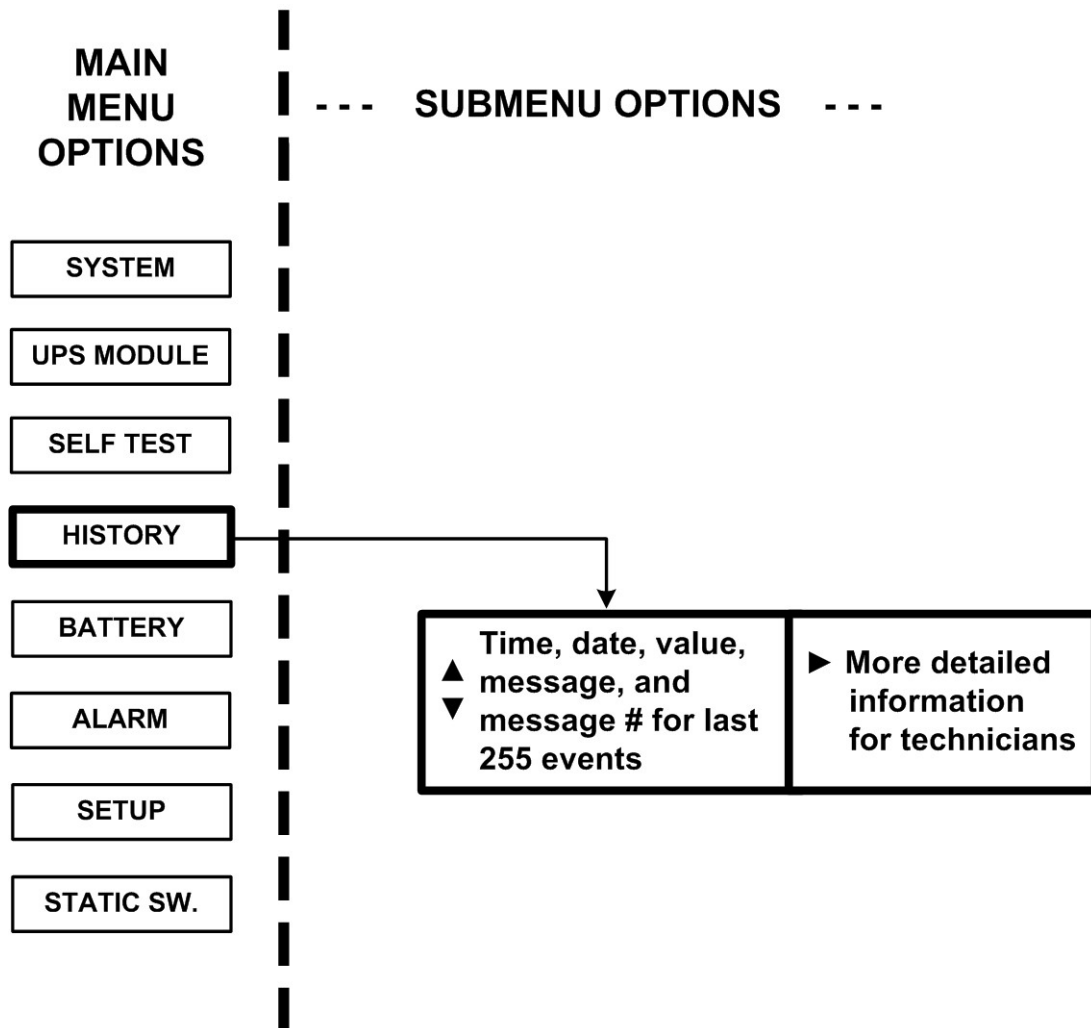 MAIN
MENU
OPTIONS
- - - SUBMENU OPTIONS - - -
SYSTEM
UPS MODULE
SELF TEST
HISTORY
BATTERY
ALARM
SETUP
STATIC SW.
▲
▼
Time, date, value,
message, and
message # for last
255 events
► More detailed
information
for technicians